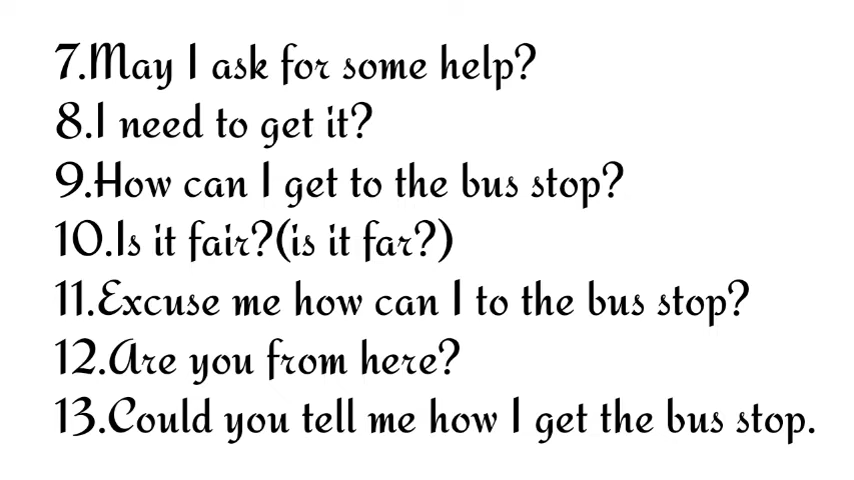 7.May I ask for some help?
8.I need to get it?
9.How can I get to the bus stop?
10.Is it fair?(is it far?)
11.Excuse me how can I to the bus stop?
12.Are you from here?
13.Could you tell me how I get the bus stop.